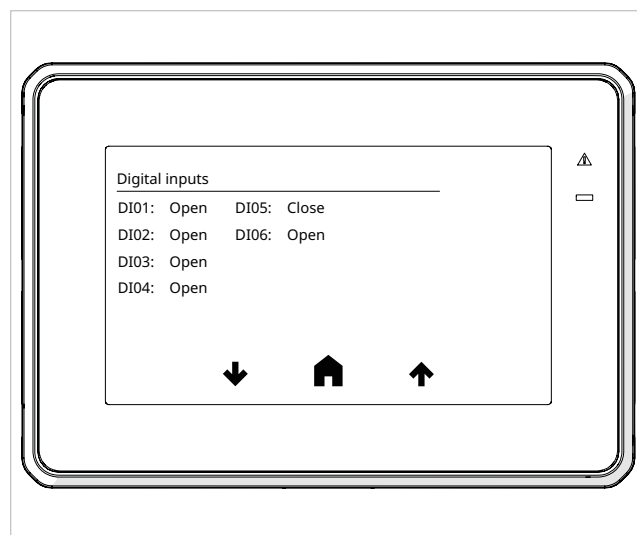 Digital inputs
DI01: Open DI05: Close
DI02: Open DI06: Open
DI03: Open
DI04: Open